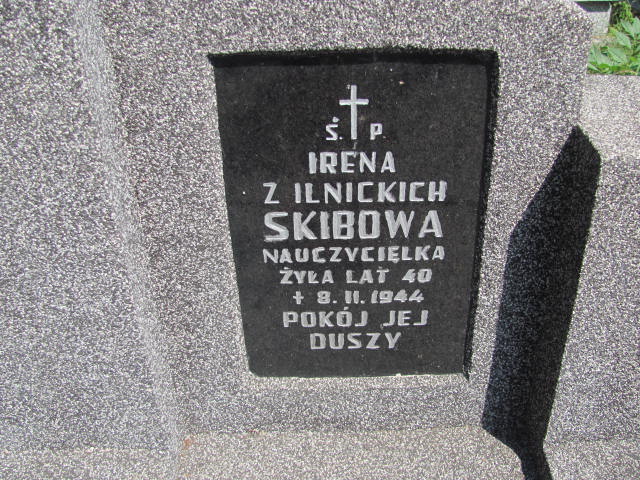 Ś. P.
IRENA
Z ILNICKICH
SKIBOWA
NAUCZYCIELKA
ŻYŁA LAT 40
+ 8. II. 1944
POKÓJ JEJ
DUSZY